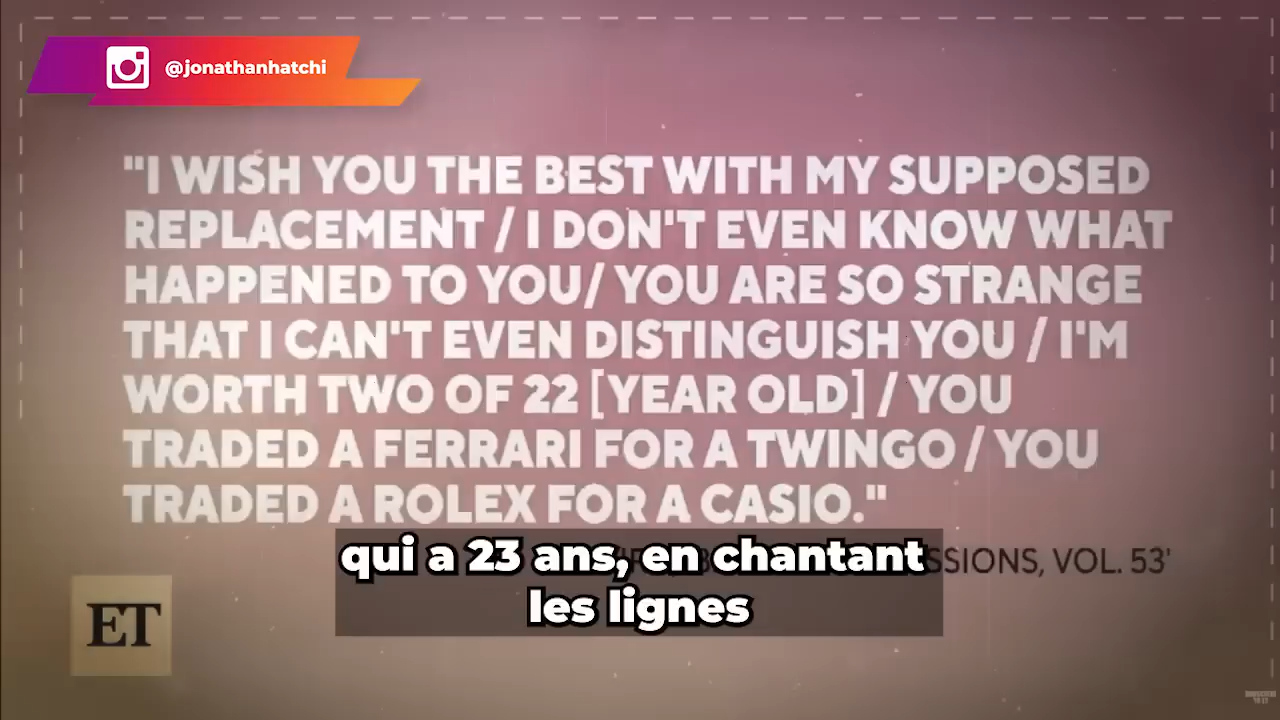 @jonathanhatchi
"I WISH YOU THE BEST WITH MY SUPPOSED
REPLACEMENT / I DON'T EVEN KNOW WHAT
HAPPENED TO YOU/ YOU ARE SO STRANGE
THAT I CAN'T EVEN DISTINGUISH YOU / I'M
WORTH TWO OF 22 [YEAR OLD] / YOU
TRADED A FERRARI FOR A TWINGO / YOU
TRADED A ROLEX FOR A CASIO."
VOL. 53'
qui a 23 ans, en chantant
les lignes
ET